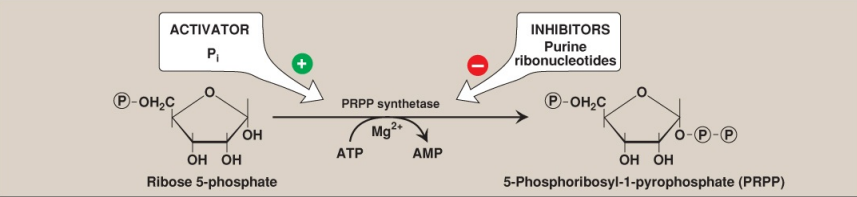 ACTIVATOR
Pi
+
INHIBITORS
Purine
ribonucleotides
−
P-OH2C
O
OH
OH OH
Ribose 5-phosphate
PRPP synthetase
Mg2+
ATP
AMP
P-OH2C
O
O-P-P
OH OH
5-Phosphoribosyl-1-pyrophosphate (PRPP)